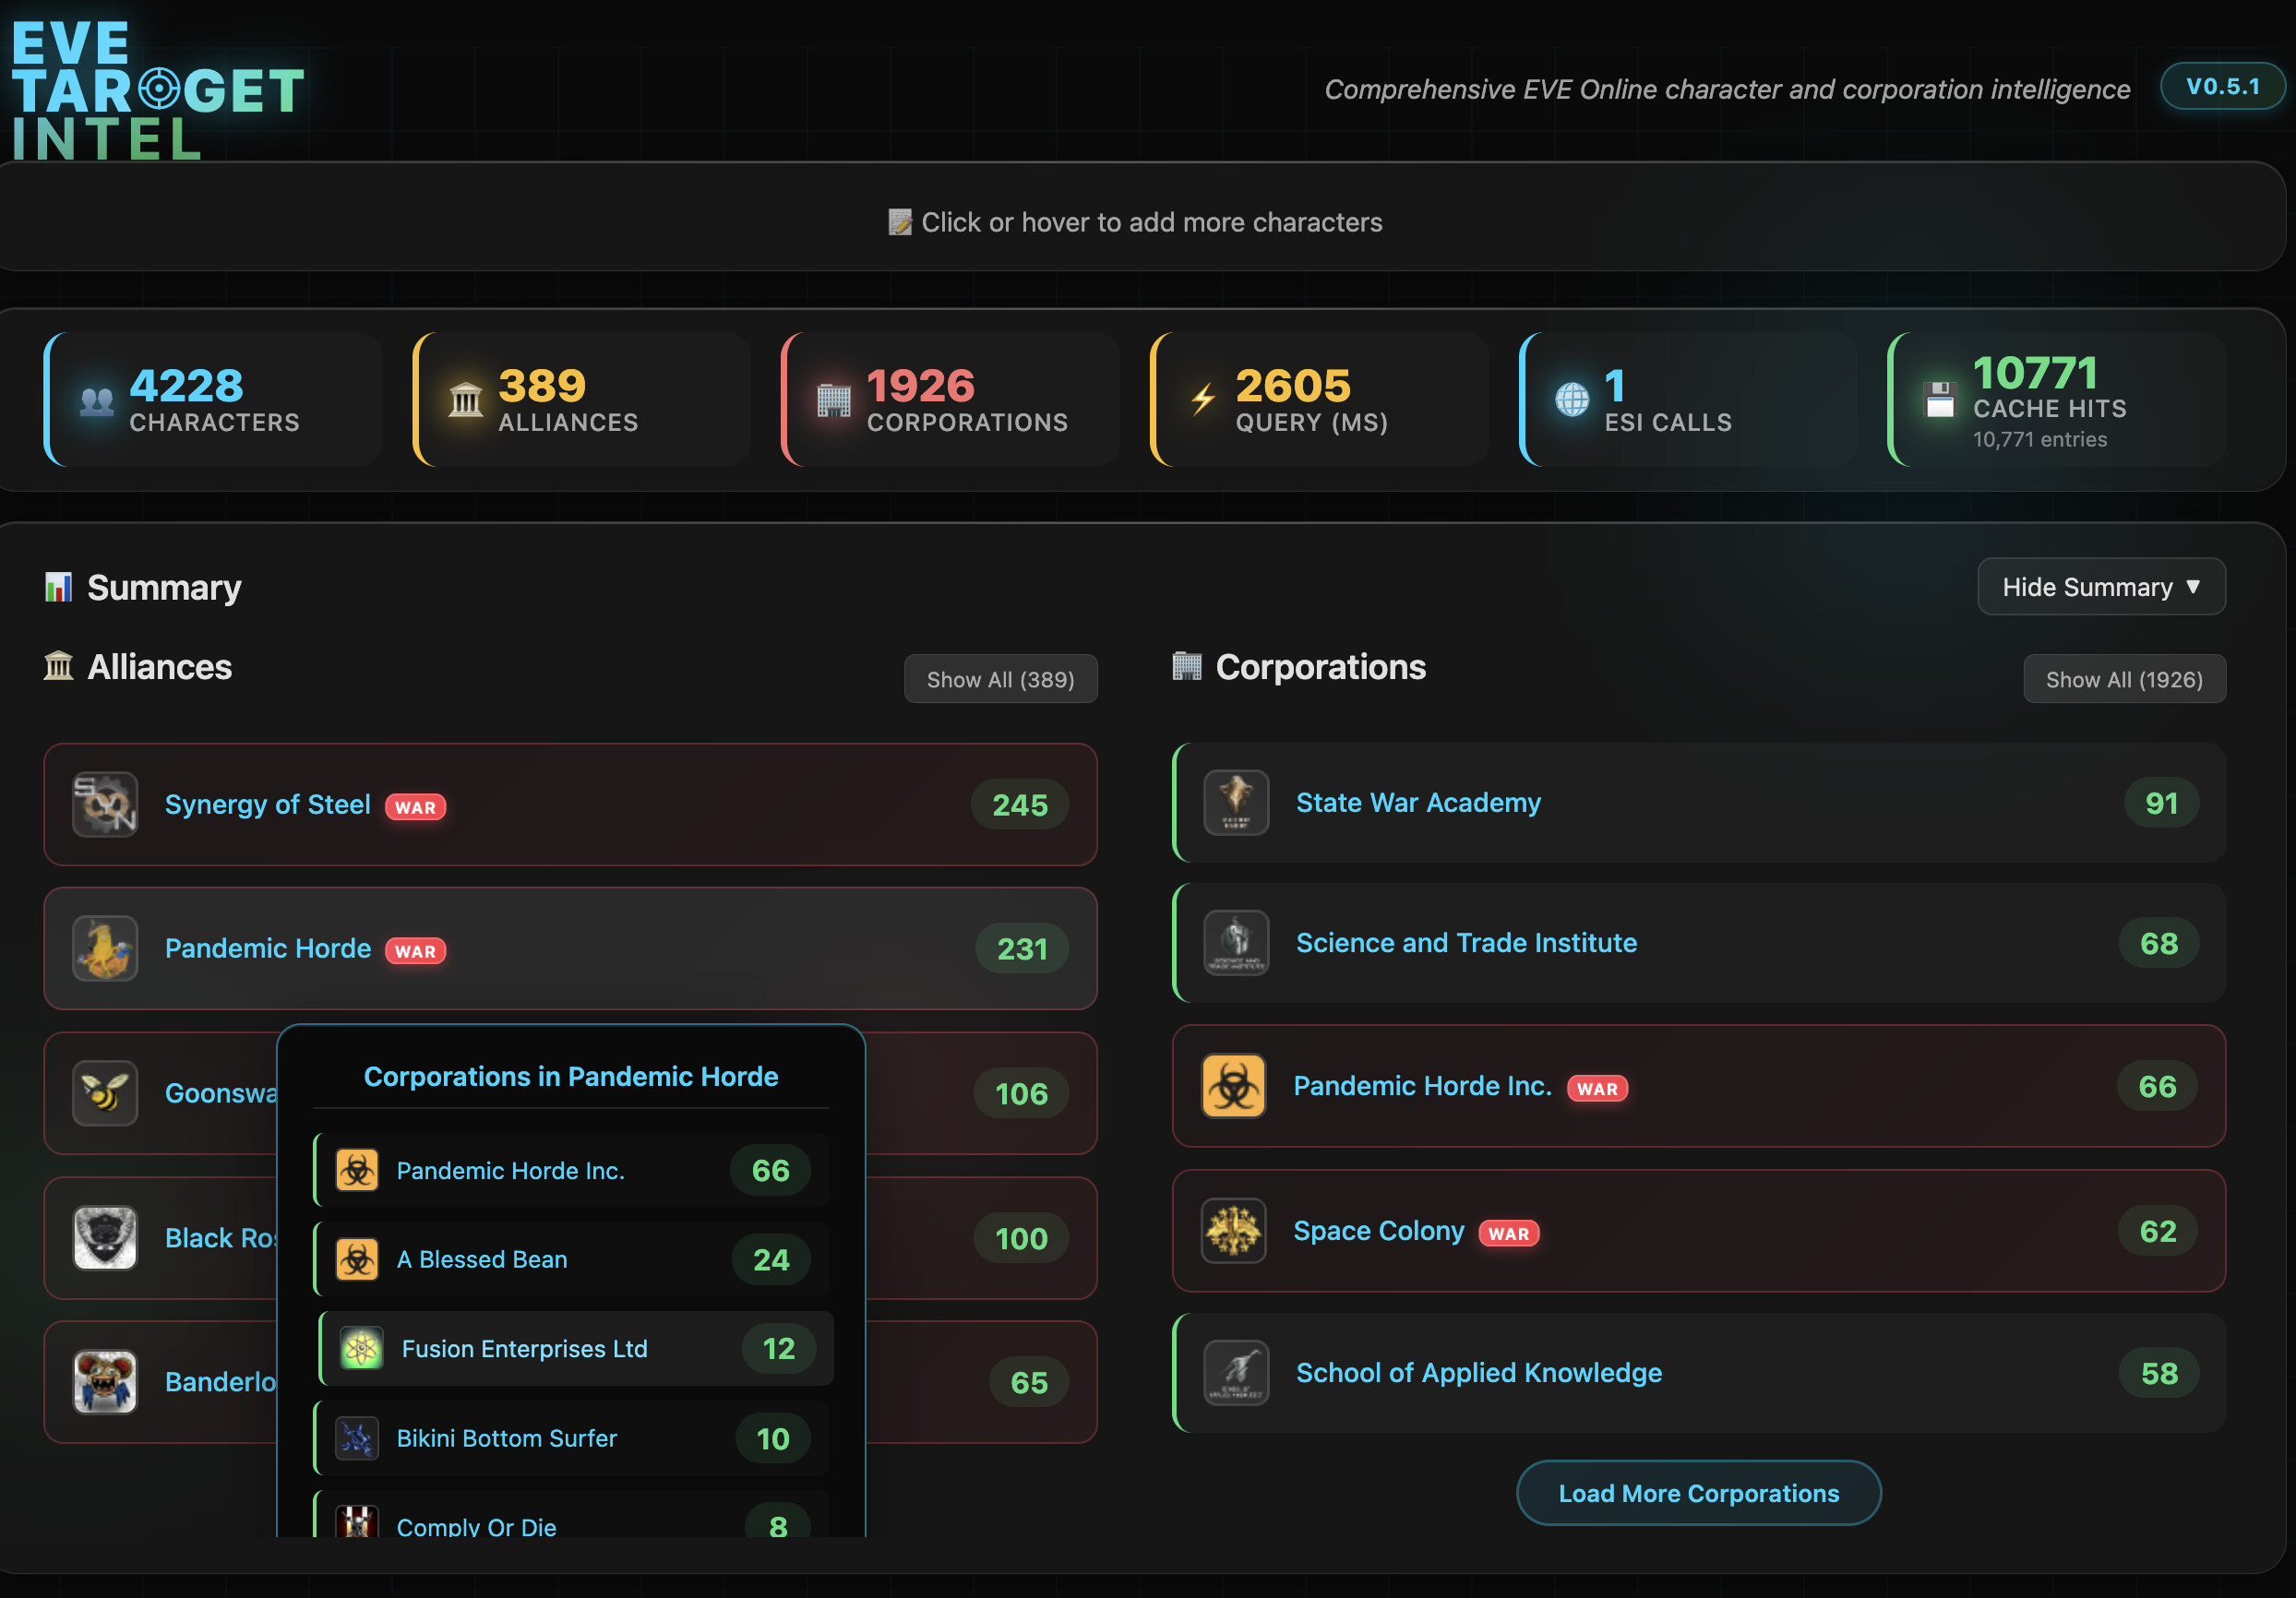 EVE
TARGET
INTEL
Comprehensive EVE Online character and corporation intelligence
V0.5.1
Click or hover to add more characters
4228
CHARACTERS
389
ALLIANCES
1926
CORPORATIONS
2605
QUERY (MS)
1
ESI CALLS
10771
CACHE HITS
10,771 entries
Summary
Hide Summary ▼
Alliances
Show All (389)
Synergy of Steel WAR 245
Pandemic Horde WAR 231
Goonswa 106
Black Ros 100
Banderlo 65
Corporations in Pandemic Horde
Pandemic Horde Inc. 66
A Blessed Bean 24
Fusion Enterprises Ltd 12
Bikini Bottom Surfer 10
Comply Or Die 8
Corporations
Show All (1926)
State War Academy 91
Science and Trade Institute 68
Pandemic Horde Inc. WAR 66
Space Colony WAR 62
School of Applied Knowledge 58
Load More Corporations